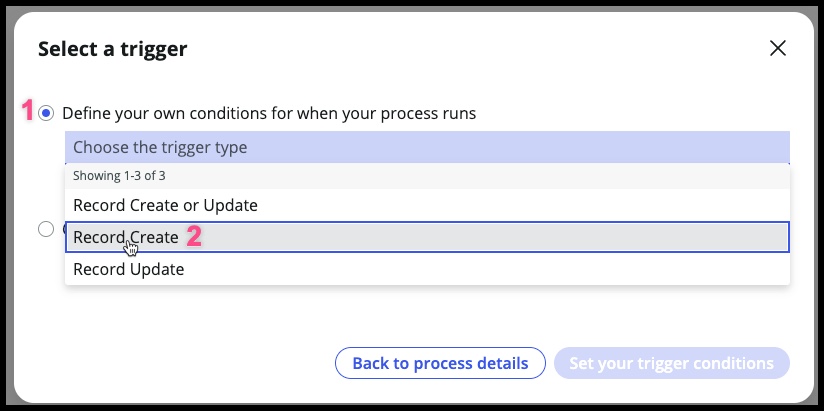 Select a trigger
1 Define your own conditions for when your process runs
Choose the trigger type
Showing 1-3 of 3
Record Create or Update
Record Create 2
Record Update
Back to process details
Set your trigger conditions